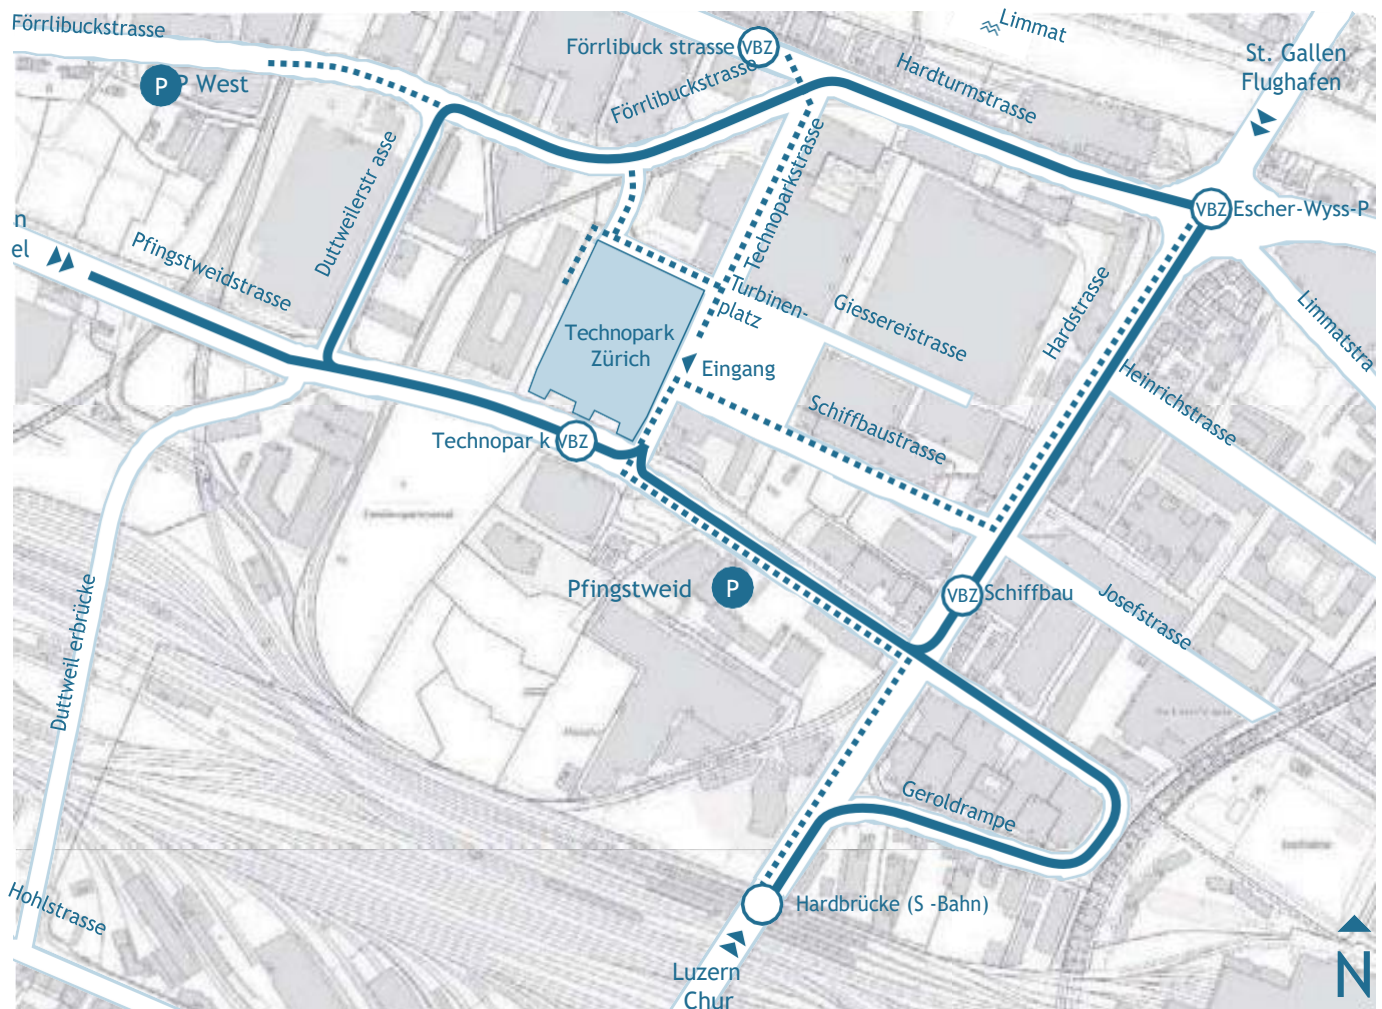 Förrlibuckstrasse
P
P West
Förrlibuck strasse
VBZ
Förrlibuckstrasse
Limmat
Hardturmstrasse
St. Gallen
Flughafen
Duttweilerstr asse
Technoparkstrasse
VBZ
Escher-Wyss-P
n
el
Pfingstweidstrasse
Turbinen-
platz
Giessereistrasse
Hardstrasse
Limmatstra
Technopark
Zürich
Eingang
Heinrichstrasse
Schiffbaustrasse
Technopar k
VBZ
Pfingstweid
P
VBZ
Schiffbau
Josefstrasse
Duttweil erbrücke
Geroldrampe
Hohlstrasse
Hardbrücke (S -Bahn)
Luzern
Chur
N